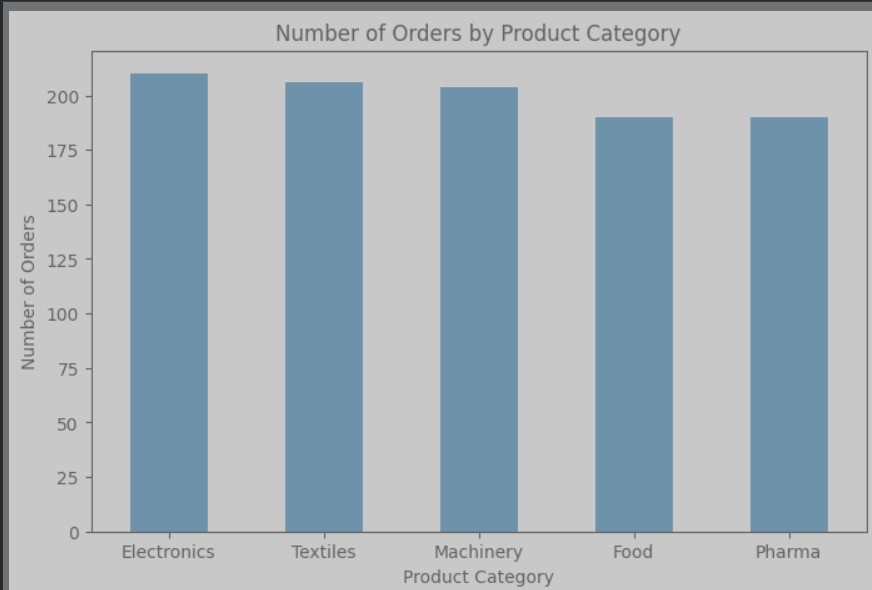 Number of Orders by Product Category
Number of Orders
200
175
150
125
100
75
50
25
0
Electronics Textiles Machinery Food Pharma
Product Category